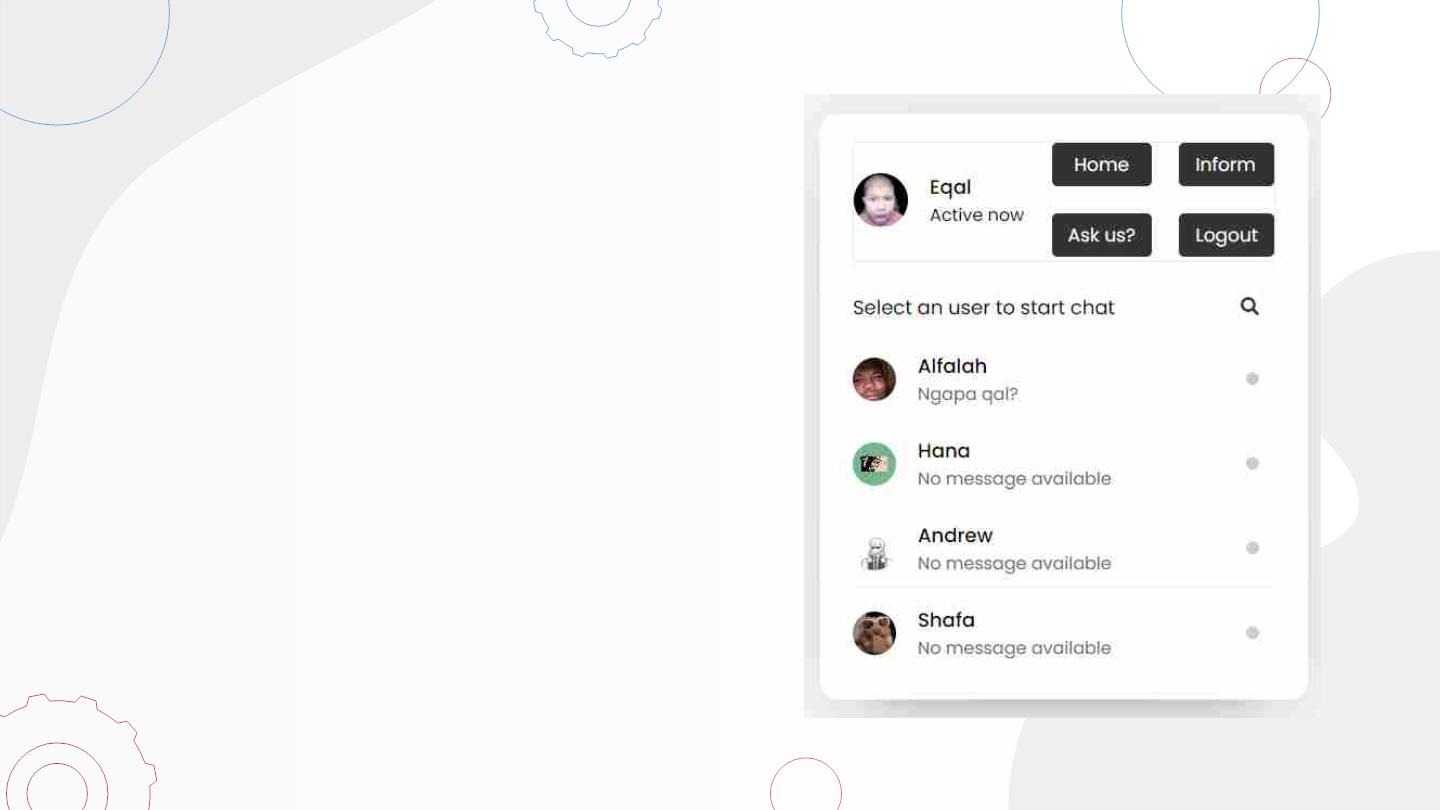 Eqal
Active now
Home
Inform
Ask us?
Logout
Select an user to start chat
Alfalah
Ngapa qal?
Hana
No message available
Andrew
No message available
Shafa
No message available